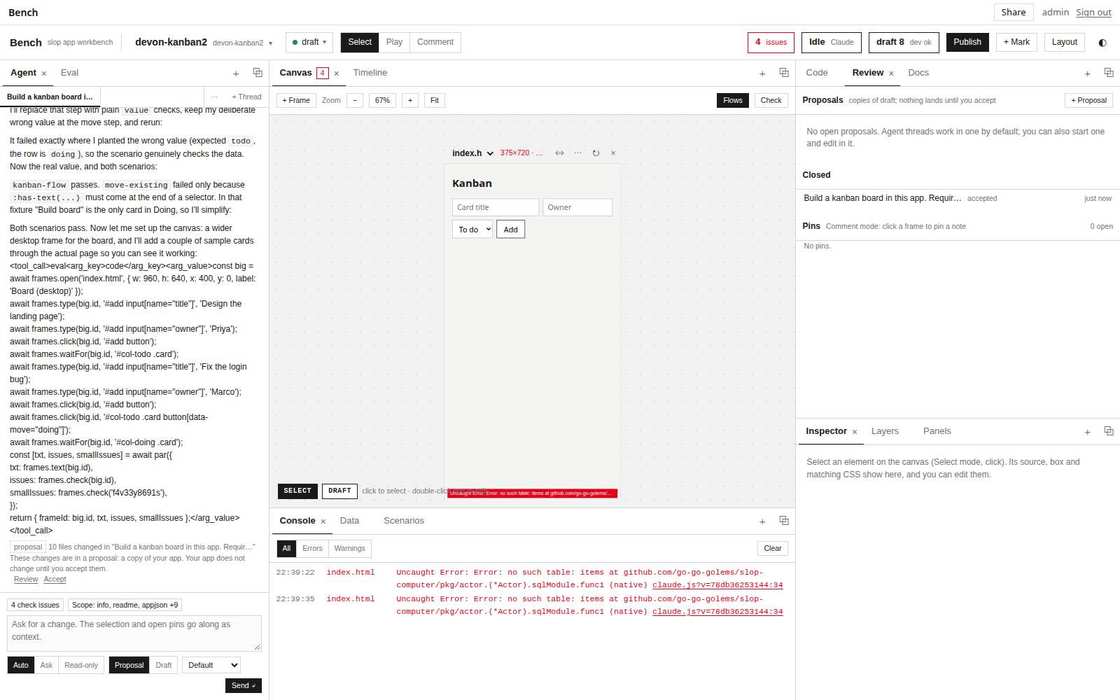 Bench
Share admin Sign out
Bench slop app workbench devon-kanban2 devon-kanban2 ▾ draft ▾ Select Play Comment 4 issues Idle Claude draft 8 dev ok Publish + Mark Layout
Agent × Eval +
Build a kanban board i… ··· + Thread
I'll replace that step with plain value checks, keep my deliberate
wrong value at the move step, and rerun:
It failed exactly where I planted the wrong value (expected todo,
the row is doing), so the scenario genuinely checks the data.
Now the real value, and both scenarios:
kanban-flow passes. move-existing failed only because
:has-text(...) must come at the end of a selector. In that
fixture "Build board" is the only card in Doing, so I'll simplify:
Both scenarios pass. Now let me set up the canvas: a wider
desktop frame for the board, and I'll add a couple of sample cards
through the actual page so you can see it working:
<tool_call>eval<arg_key>code</arg_key><arg_value>const big =
await frames.open('index.html', { w: 960, h: 640, x: 400, y: 0, label:
'Board (desktop)' });
await frames.type(big.id, '#add input[name="title"]', 'Design the
landing page');
await frames.type(big.id, '#add input[name="owner"]', 'Priya');
await frames.click(big.id, '#add button');
await frames.waitFor(big.id, '#col-todo .card');
await frames.type(big.id, '#add input[name="title"]', 'Fix the login
bug');
await frames.type(big.id, '#add input[name="owner"]', 'Marco');
await frames.click(big.id, '#add button');
await frames.click(big.id, '#col-todo .card button[data-
move="doing"]');
await frames.waitFor(big.id, '#col-doing .card');
const [txt, issues, smallIssues] = await par({
txt: frames.text(big.id),
issues: frames.check(big.id),
smallIssues: frames.check('f4v33y8691s'),
});
return { frameId: big.id, txt, issues, smallIssues };</arg_value>
</tool_call>
proposal 10 files changed in "Build a kanban board in this app. Requir…"
These changes are in a proposal: a copy of your app. Your app does not
change until you accept them.
Review Accept
4 check issues Scope: info, readme, appjson +9
Ask for a change. The selection and open pins go along as
context.
Auto Ask Read-only Proposal Draft Default
Send
Canvas 4 × Timeline +
+ Frame Zoom − 67% + Fit Flows Check
index.h 375×720 · … ··· ×
Kanban
Card title Owner
To do Add
SELECT DRAFT click to select · double-clic
Uncaught Error: Error: no such table: items at github.com/go-go-golems/…
Console × Data Scenarios +
All Errors Warnings Clear
22:39:22 index.html Uncaught Error: Error: no such table: items at github.com/go-go-golems/slop-
computer/pkg/actor.(*Actor).sqlModule.func1 (native) claude.js?v=78db36253144:34
22:39:35 index.html Uncaught Error: Error: no such table: items at github.com/go-go-golems/slop-
computer/pkg/actor.(*Actor).sqlModule.func1 (native) claude.js?v=78db36253144:34
Code Review × Docs +
Proposals copies of draft; nothing lands until you accept + Proposal
No open proposals. Agent threads work in one by default; you can also start one
and edit in it.
Closed
Build a kanban board in this app. Requir… accepted just now
Pins Comment mode: click a frame to pin a note 0 open
No pins.
Inspector × Layers Panels +
Select an element on the canvas (Select mode, click). Its source, box and
matching CSS show here, and you can edit them.